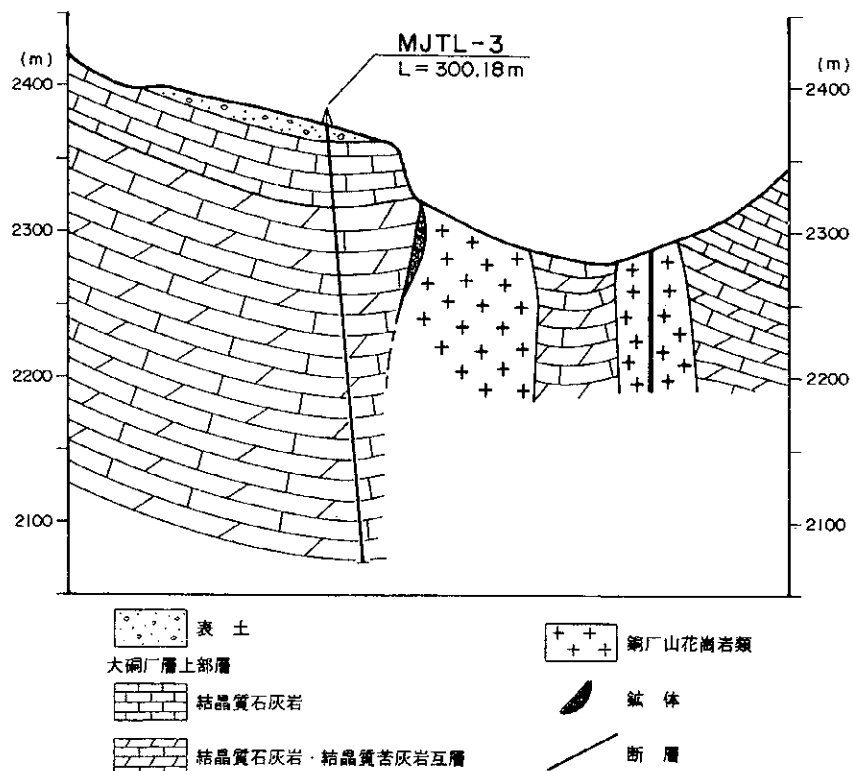 MJTL-3
L=300.18m
(m)
2400
2300
2200
2100
(m)
2400
2300
2200
2100
表土
大硐厂層上部層
結晶質石灰岩
結晶質石灰岩・結晶質苦灰岩互層
銅厂山花崗岩類
鉱体
断層